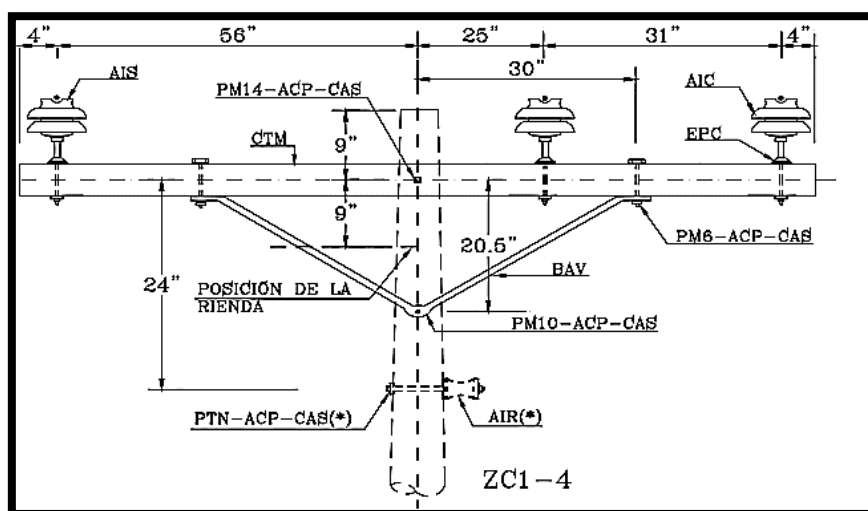 4" 56" 25" 31" 4"
30"
AIS
PM14-ACP-CAS
AIC
CTM
9"
EPC
9"
20.5"
PM6-ACP-CAS
24"
POSICIÓN DE LA
RIENDA
BAV
PM10-ACP-CAS
PTN-ACP-CAS(*)
AIR(*)
ZC1-4